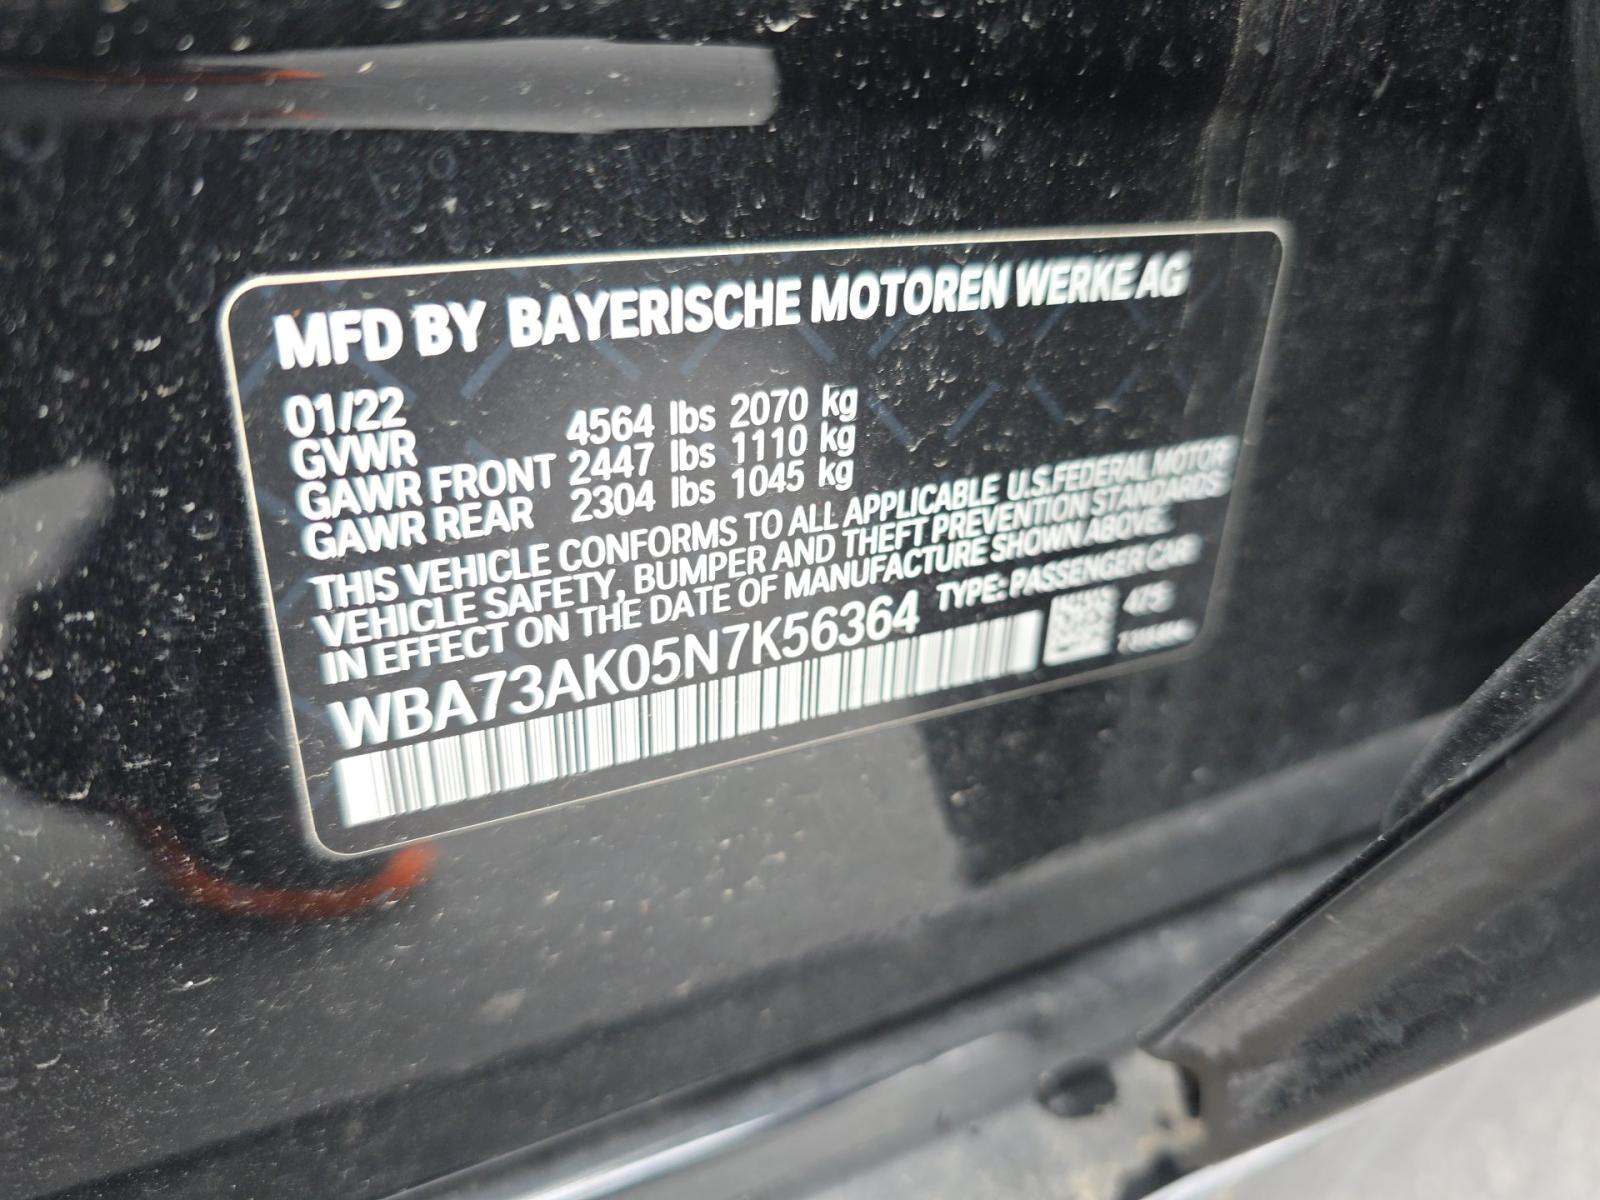 MFD BY BAYERISCHE MOTOREN WERKE AG
01/22
GVWR 4564 lbs 2070 kg
GAWR FRONT 2447 lbs 1110 kg
GAWR REAR 2304 lbs 1045 kg
THIS VEHICLE CONFORMS TO ALL APPLICABLE U.S.FEDERAL MOTOR
VEHICLE SAFETY, BUMPER AND THEFT PREVENTION STANDARDS
IN EFFECT ON THE DATE OF MANUFACTURE SHOWN ABOVE.
WBA73AK05N7K56364 TYPE: PASSENGER CAR
475